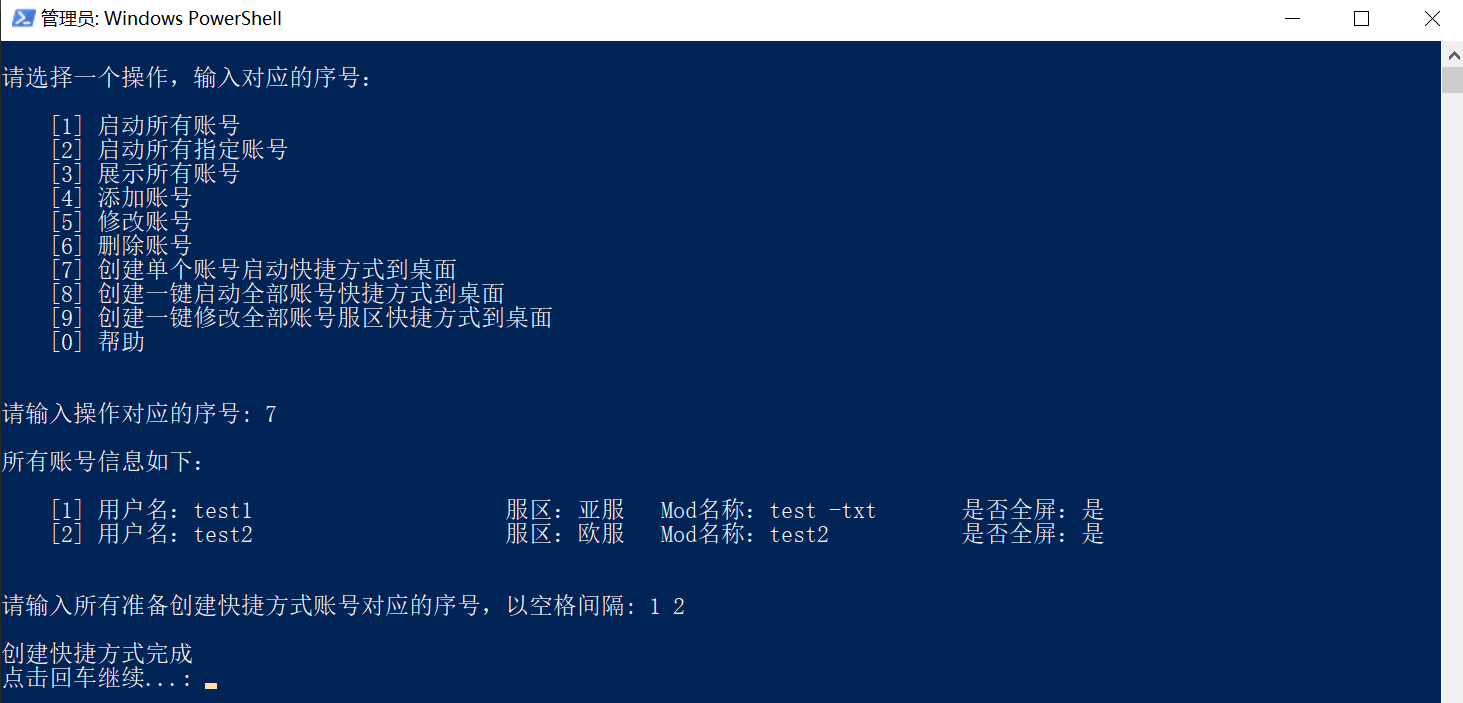 管理员: Windows PowerShell
请选择一个操作，输入对应的序号：
[1] 启动所有账号
[2] 启动所有指定账号
[3] 展示所有账号
[4] 添加账号
[5] 修改账号
[6] 删除账号
[7] 创建单个账号启动快捷方式到桌面
[8] 创建一键启动全部账号快捷方式到桌面
[9] 创建一键修改全部账号服区快捷方式到桌面
[0] 帮助
请输入操作对应的序号: 7
所有账号信息如下：
[1] 用户名：test1 服区：亚服 Mod名称：test -txt 是否全屏：是
[2] 用户名：test2 服区：欧服 Mod名称：test2 是否全屏：是
请输入所有准备创建快捷方式账号对应的序号，以空格间隔: 1 2
创建快捷方式完成
点击回车继续...: